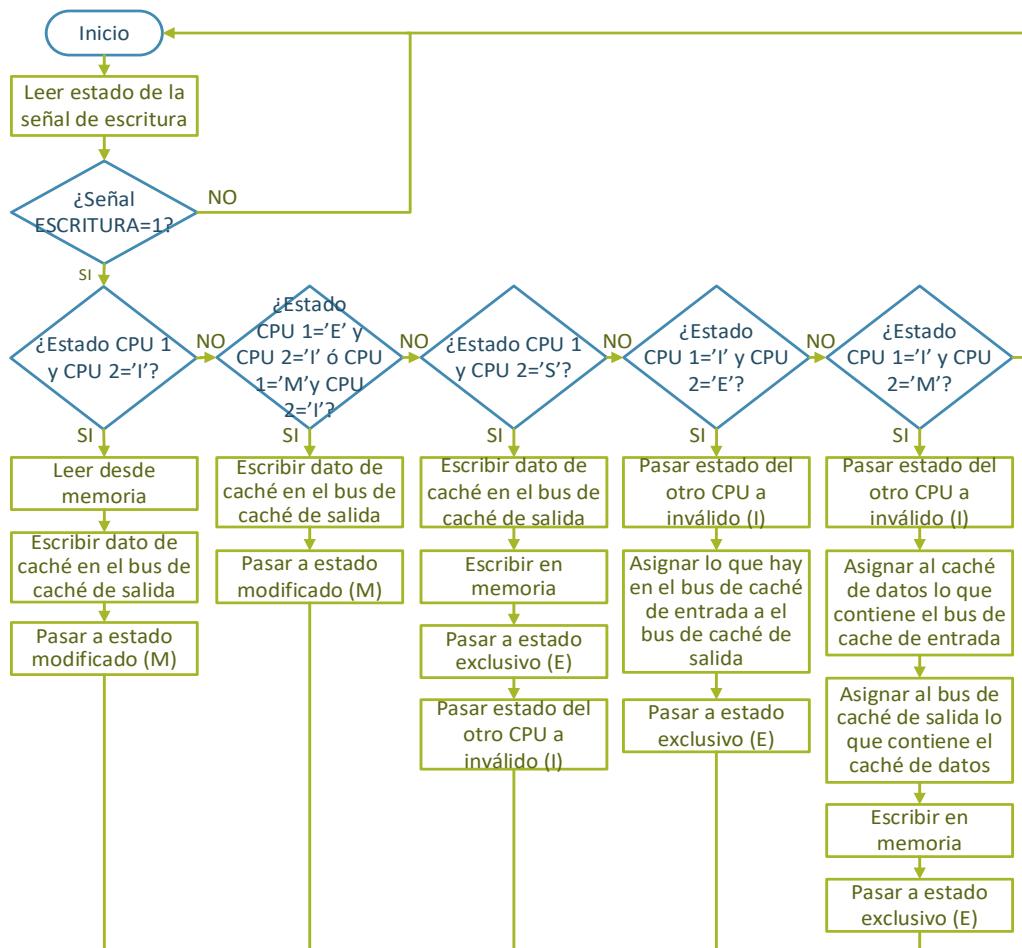 Inicio
Leer estado de la
señal de escritura
¿Señal
ESCRITURA=1?
NO
SI
¿Estado CPU 1
y CPU 2='I'?
NO
¿Estado
CPU 1='E' y
CPU 2='I' ó CPU
1='M'y CPU
2='I'?
NO
¿Estado CPU 1
y CPU 2='S'?
NO
¿Estado
CPU 1='I' y CPU
2='E'?
NO
¿Estado
CPU 1='I' y CPU
2='M'?
NO
SI
SI
SI
SI
SI
Leer desde
memoria
Escribir dato de
caché en el bus de
caché de salida
Pasar a estado
modificado (M)
Escribir dato de
caché en el bus de
caché de salida
Pasar a estado
modificado (M)
Escribir dato de
caché en el bus de
caché de salida
Escribir en
memoria
Pasar a estado
exclusivo (E)
Pasar estado del
otro CPU a
inválido (I)
Pasar estado del
otro CPU a
inválido (I)
Asignar lo que hay
en el bus de caché
de entrada a el
bus de caché de
salida
Pasar a estado
exclusivo (E)
Pasar estado del
otro CPU a
inválido (I)
Asignar al caché
de datos lo que
contiene el bus de
cache de entrada
Asignar al bus de
caché de salida lo
que contiene el
caché de datos
Escribir en
memoria
Pasar a estado
exclusivo (E)